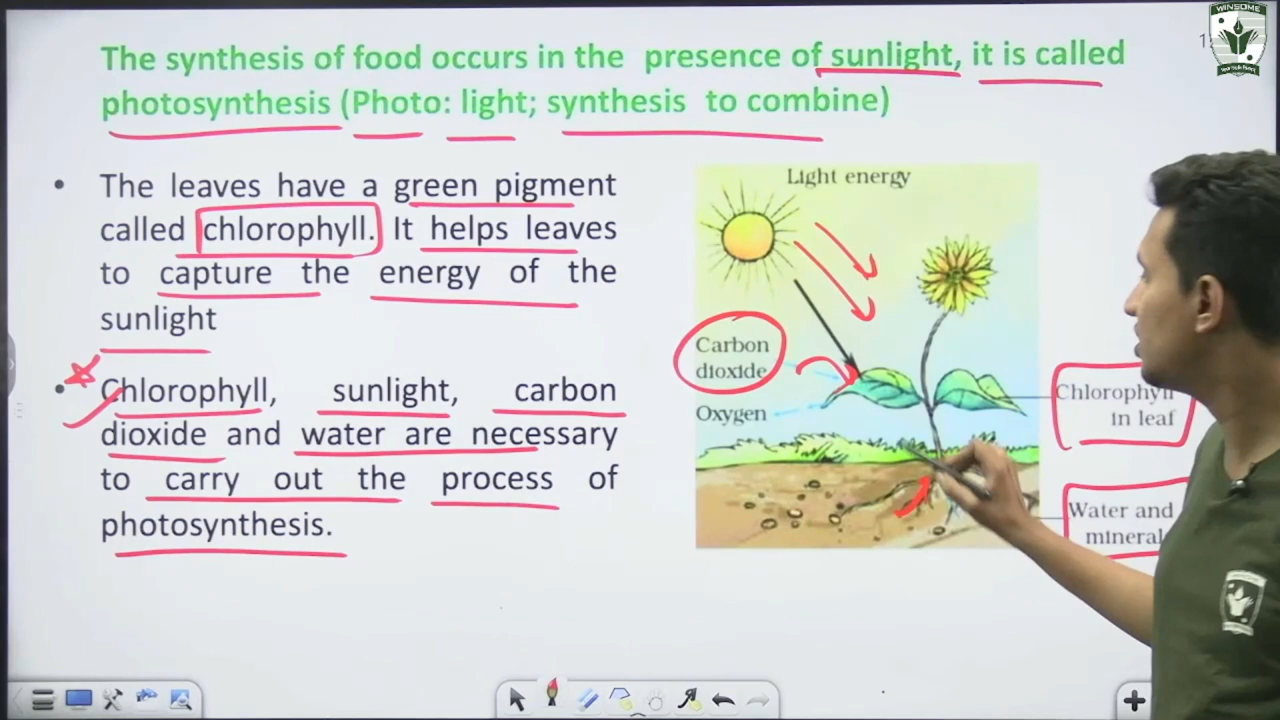 The synthesis of food occurs in the presence of sunlight, it is called
photosynthesis (Photo: light; synthesis to combine)
• The leaves have a green pigment
called chlorophyll. It helps leaves
to capture the energy of the
sunlight
• Chlorophyll, sunlight, carbon
dioxide and water are necessary
to carry out the process of
photosynthesis.
Light energy
Carbon
dioxide
Oxygen
Chlorophyll
in leaf
Water and
mineral
WINSOME
WINSOME